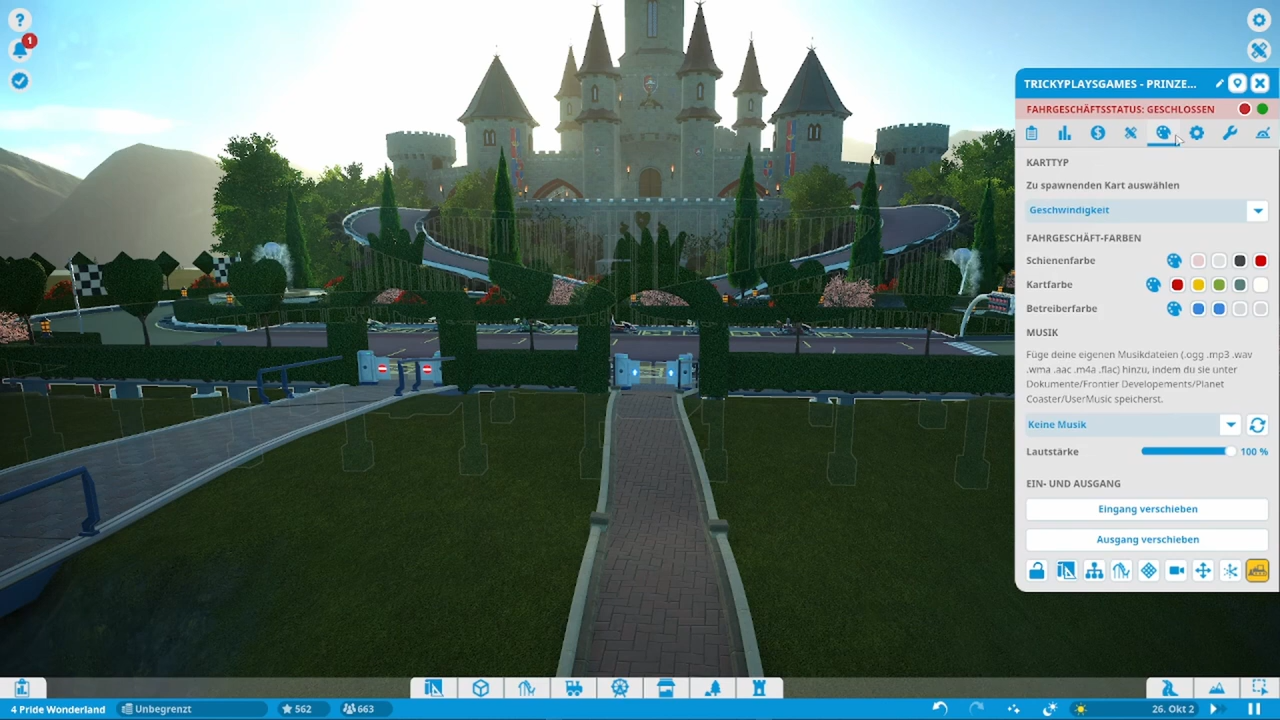 ?
1
TRICKYPLAYSGAMES - PRINZE...
FAHRGESCHÄFTSSTATUS: GESCHLOSSEN
KARTTYP
Zu spawnenden Kart auswählen
Geschwindigkeit
FAHRGESCHÄFT-FARBEN
Schienenfarbe
Kartfarbe
Betreiberfarbe
MUSIK
Füge deine eigenen Musikdateien (.ogg .mp3 .wav
.wma .aac .m4a .flac) hinzu, indem du sie unter
Dokumente/Frontier Developements/Planet
Coaster/UserMusic speicherst.
Keine Musik
Lautstärke 100 %
EIN- UND AUSGANG
Eingang verschieben
Ausgang verschieben
4 Pride Wonderland Unbegrenzt 562 663 26. Okt 2